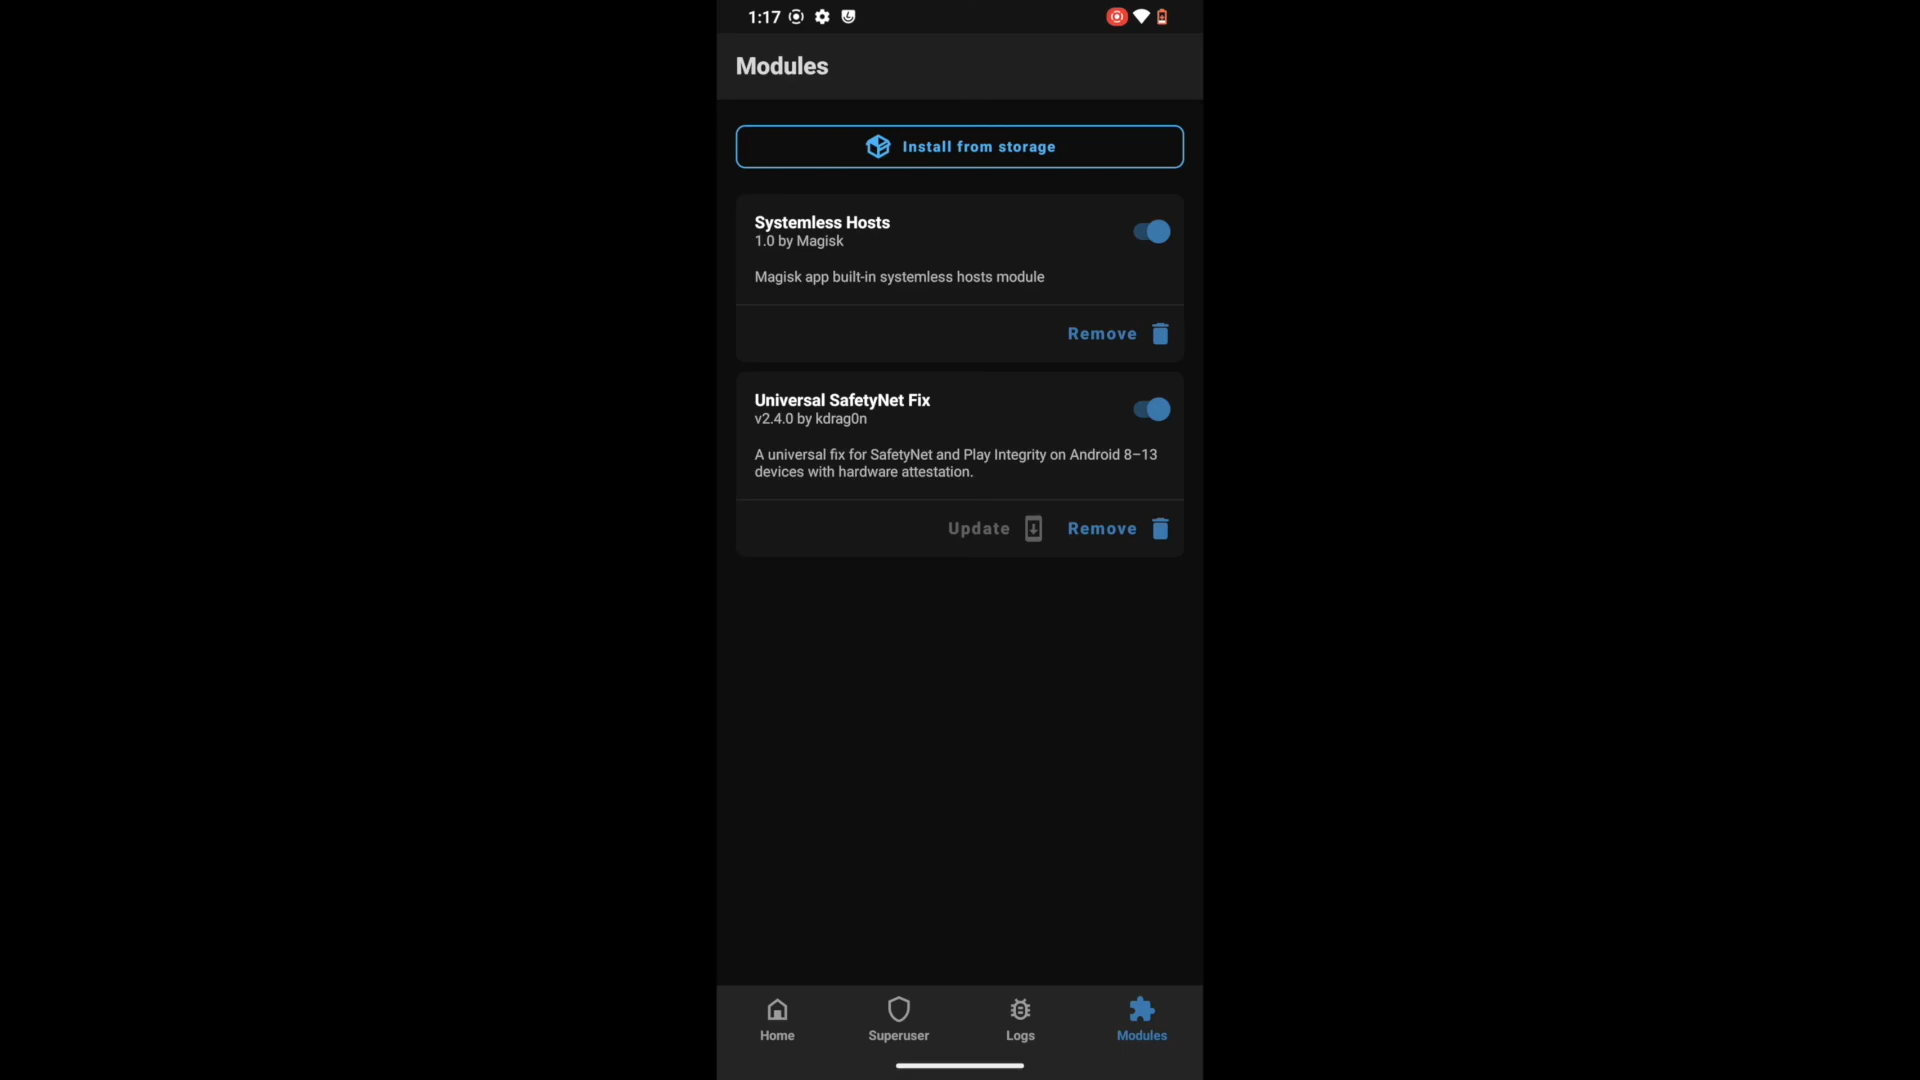 1:17
Modules
Install from storage
Systemless Hosts
1.0 by Magisk
Magisk app built-in systemless hosts module
Remove
Universal SafetyNet Fix
v2.4.0 by kdrag0n
A universal fix for SafetyNet and Play Integrity on Android 8–13
devices with hardware attestation.
Update Remove
Home Superuser Logs Modules